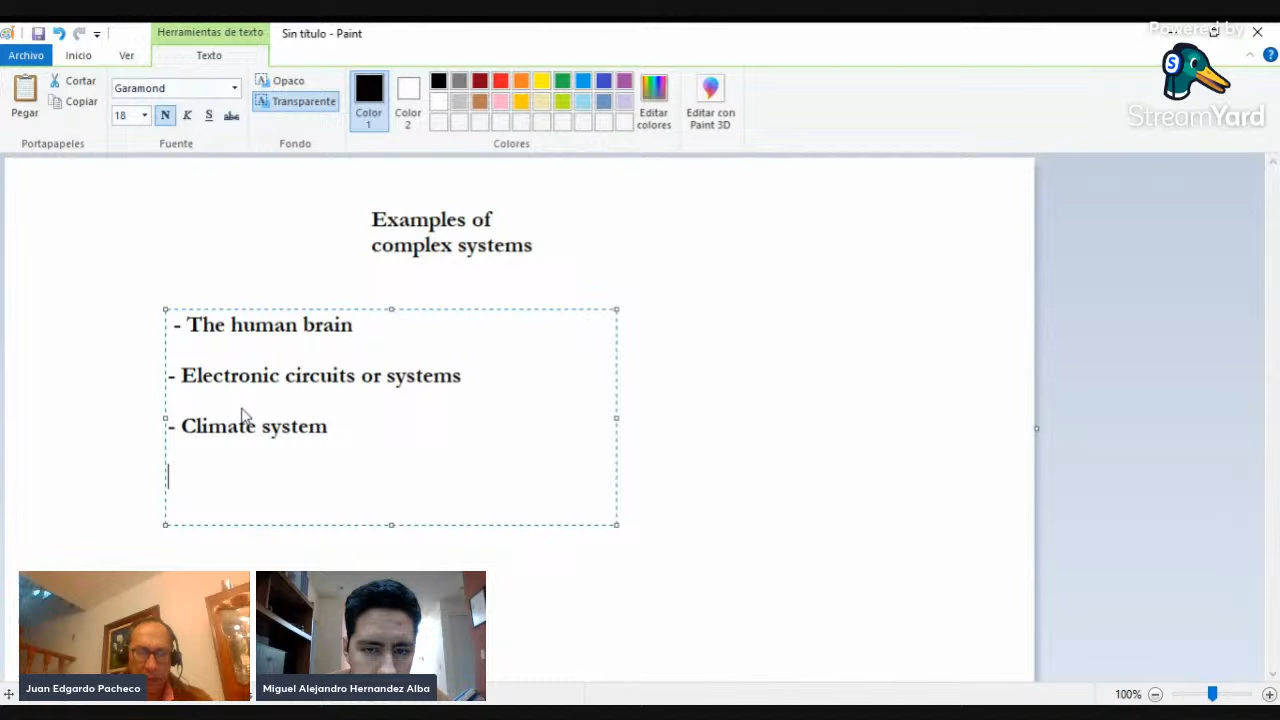 Herramientas de texto
Sin título - Paint
Powered by
Archivo
Inicio
Ver
Texto
Pegar
Cortar
Copiar
Garamond
18
N
K
S
abc
Opaco
Transparente
Color 1
Color 2
Editar colores
Editar con Paint 3D
S
StreamYard
Portapapeles
Fuente
Fondo
Colores
Examples of
complex systems
- The human brain
- Electronic circuits or systems
- Climate system
Juan Edgardo Pacheco
Miguel Alejandro Hernandez Alba
100%